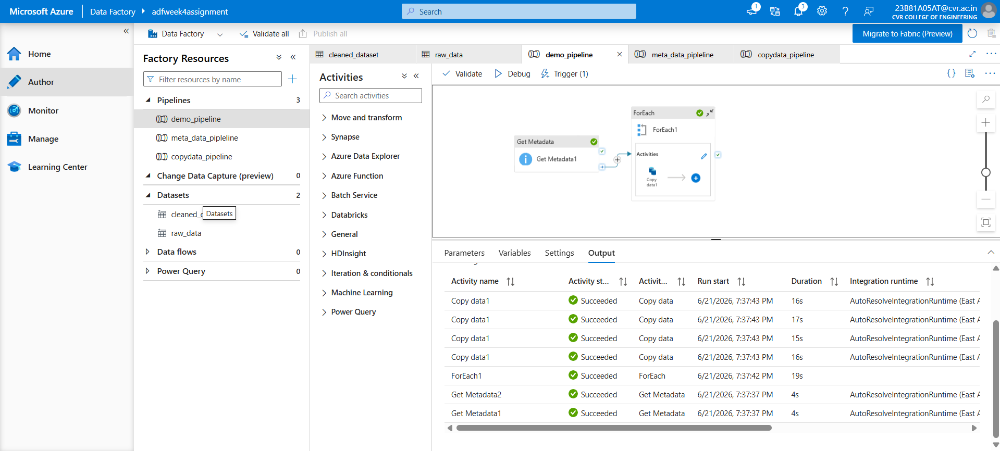 Microsoft Azure
Data Factory
adfweek4assignment
Search
1
3
23B81A05AT@cvr.ac.in
CVR COLLEGE OF ENGINEERING
Home
Author
Monitor
Manage
Learning Center
Data Factory
Validate all
Publish all
Migrate to Fabric (Preview)
Factory Resources
Filter resources by name
Pipelines 3
demo_pipeline
meta_data_pipleline
copydata_pipeline
Change Data Capture (preview) 0
Datasets 2
cleaned_
Datasets
raw_data
Data flows 0
Power Query 0
cleaned_dataset
raw_data
demo_pipeline
meta_data_pipleline
copydata_pipeline
Activities
Search activities
Move and transform
Synapse
Azure Data Explorer
Azure Function
Batch Service
Databricks
General
HDInsight
Iteration & conditionals
Machine Learning
Power Query
Validate
Debug
Trigger (1)
Get Metadata
Get Metadata1
ForEach
ForEach1
Activities
Copy
data1
Parameters Variables Settings Output
Activity name Activity st... Activit... Run start Duration Integration runtime
Copy data1 Succeeded Copy data 6/21/2026, 7:37:43 PM 16s AutoResolveIntegrationRuntime (East A
Copy data1 Succeeded Copy data 6/21/2026, 7:37:43 PM 17s AutoResolveIntegrationRuntime (East A
Copy data1 Succeeded Copy data 6/21/2026, 7:37:43 PM 15s AutoResolveIntegrationRuntime (East A
Copy data1 Succeeded Copy data 6/21/2026, 7:37:43 PM 16s AutoResolveIntegrationRuntime (East A
ForEach1 Succeeded ForEach 6/21/2026, 7:37:42 PM 19s
Get Metadata2 Succeeded Get Metadata 6/21/2026, 7:37:37 PM 4s AutoResolveIntegrationRuntime (East A
Get Metadata1 Succeeded Get Metadata 6/21/2026, 7:37:37 PM 4s AutoResolveIntegrationRuntime (East A